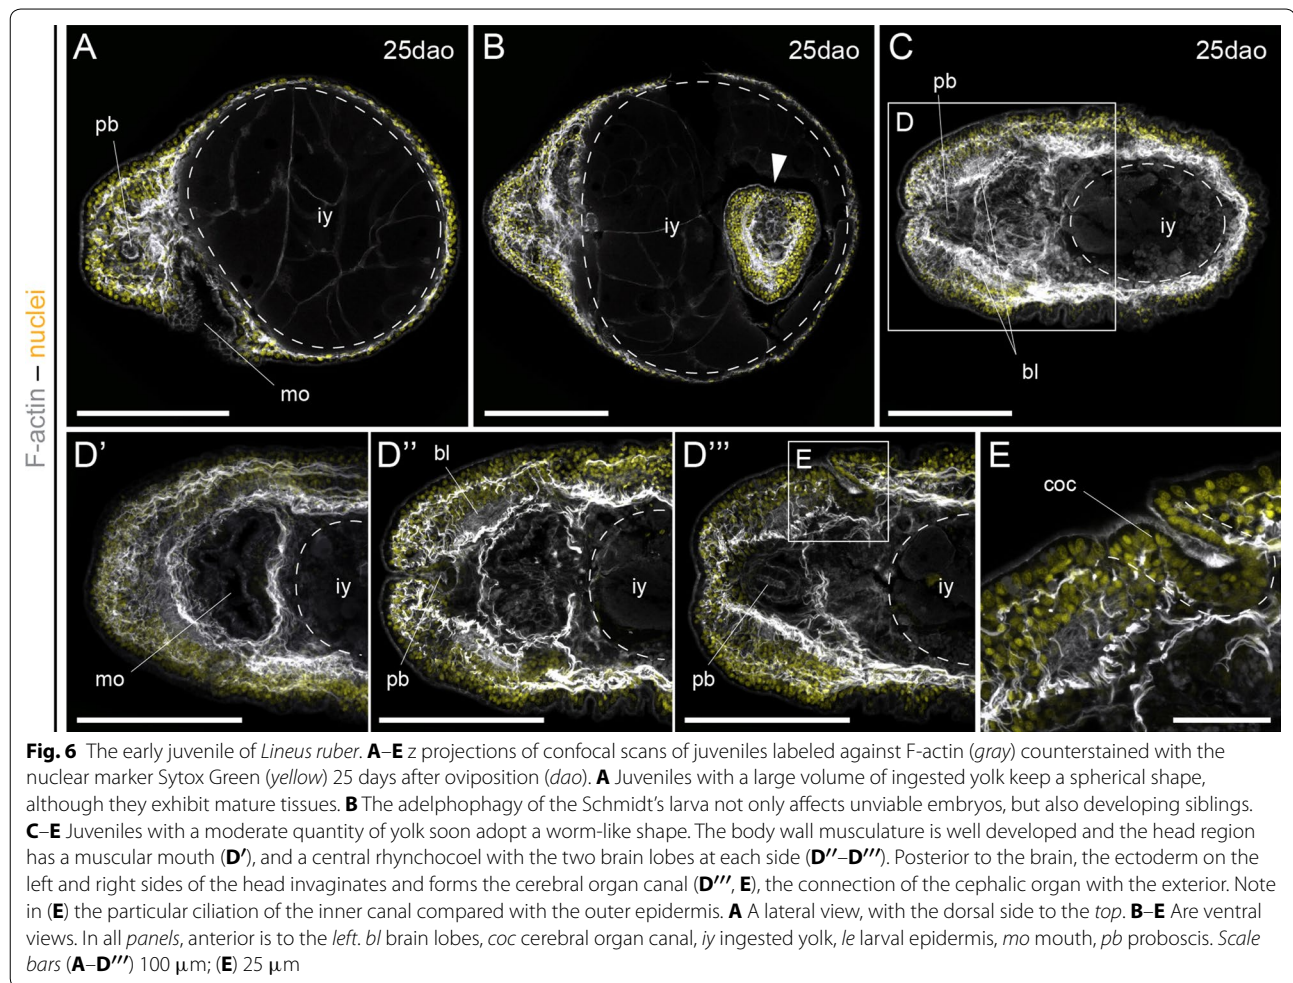 F-actin – nuclei
A
25dao
pb
iy
mo
B
25dao
iy
C
25dao
pb
D
iy
bl
D’
iy
mo
D’’
bl
iy
pb
D’’’
E
iy
pb
E
coc
Fig. 6 The early juvenile of Lineus ruber. A–E z projections of confocal scans of juveniles labeled against F-actin (gray) counterstained with the
nuclear marker Sytox Green (yellow) 25 days after oviposition (dao). A Juveniles with a large volume of ingested yolk keep a spherical shape,
although they exhibit mature tissues. B The adelphophagy of the Schmidt’s larva not only affects unviable embryos, but also developing siblings.
C–E Juveniles with a moderate quantity of yolk soon adopt a worm-like shape. The body wall musculature is well developed and the head region
has a muscular mouth (D′), and a central rhynchocoel with the two brain lobes at each side (D″–D‴). Posterior to the brain, the ectoderm on the
left and right sides of the head invaginates and forms the cerebral organ canal (D‴, E), the connection of the cephalic organ with the exterior. Note
in (E) the particular ciliation of the inner canal compared with the outer epidermis. A A lateral view, with the dorsal side to the top. B–E Are ventral
views. In all panels, anterior is to the left. bl brain lobes, coc cerebral organ canal, iy ingested yolk, le larval epidermis, mo mouth, pb proboscis. Scale
bars (A–D‴) 100 μm; (E) 25 μm